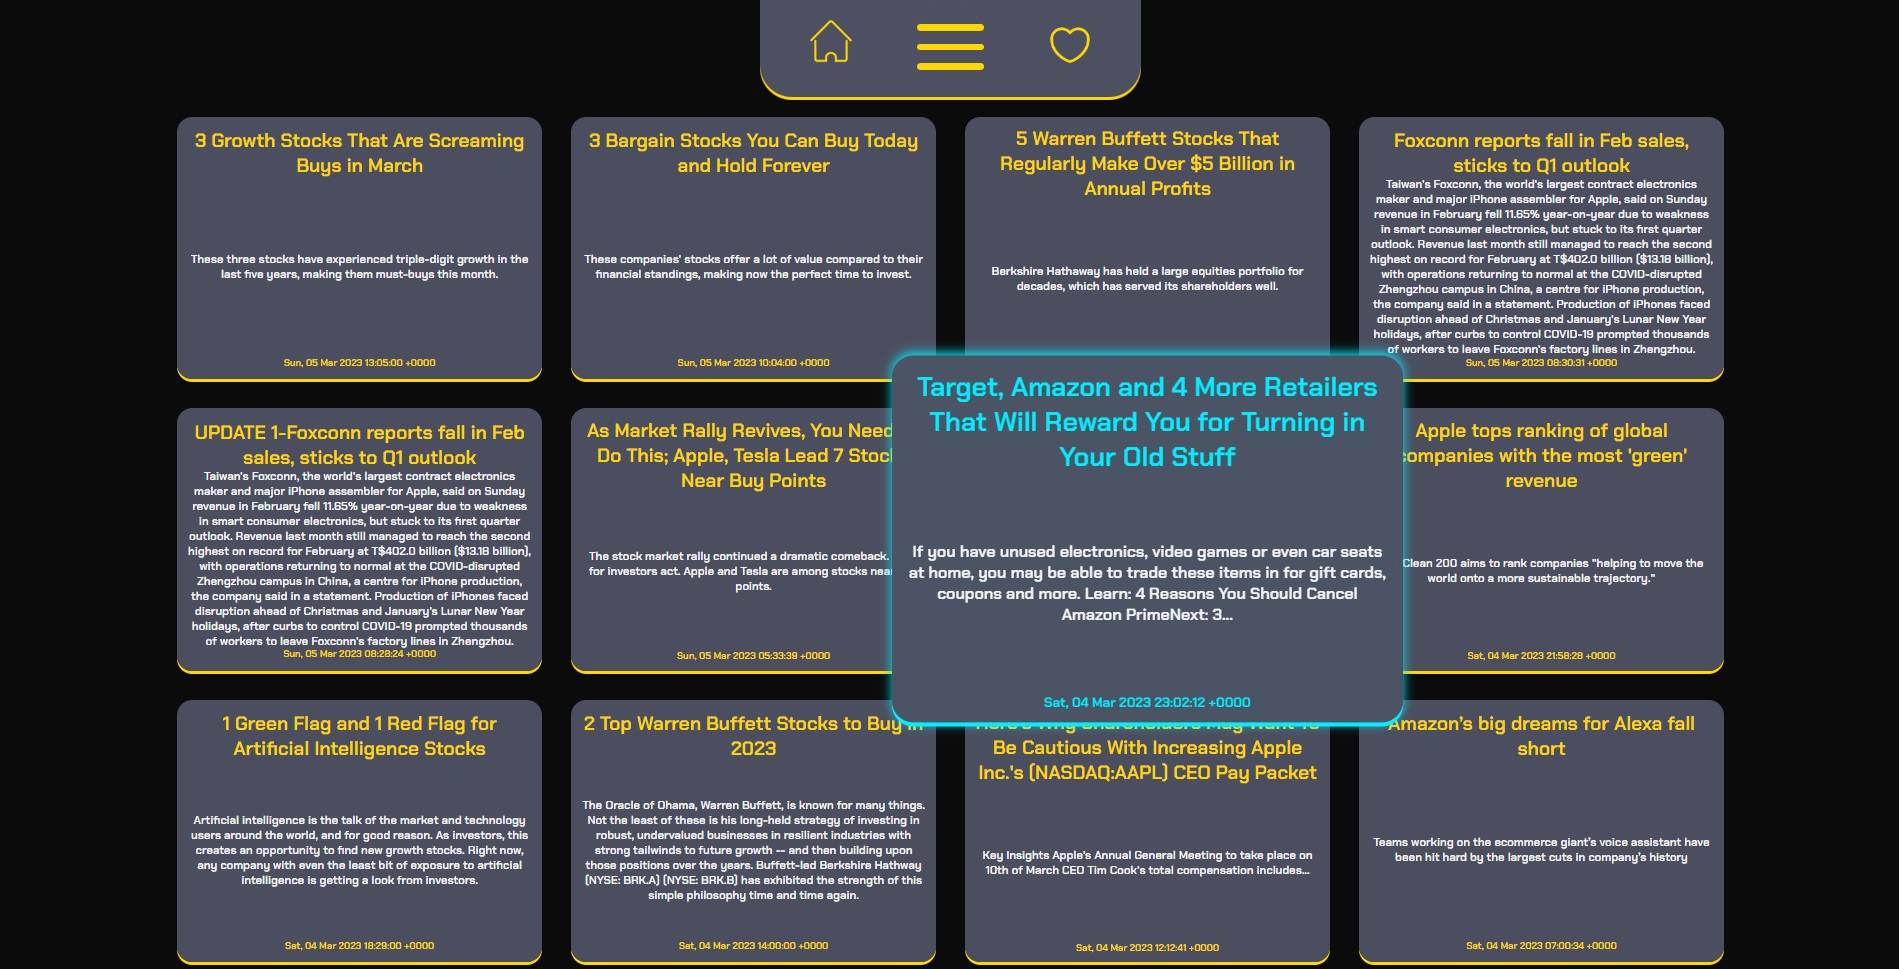 3 Growth Stocks That Are Screaming
Buys in March
These three stocks have experienced triple-digit growth in the
last five years, making them must-buys this month.
Sun, 05 Mar 2023 13:05:00 +0000
3 Bargain Stocks You Can Buy Today
and Hold Forever
These companies' stocks offer a lot of value compared to their
financial standings, making now the perfect time to invest.
Sun, 05 Mar 2023 10:04:00 +0000
5 Warren Buffett Stocks That
Regularly Make Over $5 Billion in
Annual Profits
Berkshire Hathaway has held a large equities portfolio for
decades, which has served its shareholders well.
Foxconn reports fall in Feb sales,
sticks to Q1 outlook
Taiwan's Foxconn, the world's largest contract electronics
maker and major iPhone assembler for Apple, said on Sunday
revenue in February fell 11.65% year-on-year due to weakness
in smart consumer electronics, but stuck to its first quarter
outlook. Revenue last month still managed to reach the second
highest on record for February at T$402.0 billion ($13.18 billion),
with operations returning to normal at the COVID-disrupted
Zhengzhou campus in China, a centre for iPhone production,
the company said in a statement. Production of iPhones faced
disruption ahead of Christmas and January's Lunar New Year
holidays, after curbs to control COVID-19 prompted thousands
of workers to leave Foxconn's factory lines in Zhengzhou.
Sun, 05 Mar 2023 08:30:31 +0000
UPDATE 1-Foxconn reports fall in Feb
sales, sticks to Q1 outlook
Taiwan's Foxconn, the world's largest contract electronics
maker and major iPhone assembler for Apple, said on Sunday
revenue in February fell 11.65% year-on-year due to weakness
in smart consumer electronics, but stuck to its first quarter
outlook. Revenue last month still managed to reach the second
highest on record for February at T$402.0 billion ($13.18 billion),
with operations returning to normal at the COVID-disrupted
Zhengzhou campus in China, a centre for iPhone production,
the company said in a statement. Production of iPhones faced
disruption ahead of Christmas and January's Lunar New Year
holidays, after curbs to control COVID-19 prompted thousands
of workers to leave Foxconn's factory lines in Zhengzhou.
Sun, 05 Mar 2023 08:28:24 +0000
As Market Rally Revives, You Need
Do This; Apple, Tesla Lead 7
Near Buy Points
The stock market rally continued a dramatic comeback.
for investors act. Apple and Tesla are among stocks
points.
Sun, 05 Mar 2023 05:33:39 +0000
Target, Amazon and 4 More Retailers
That Will Reward You for Turning in
Your Old Stuff
If you have unused electronics, video games or even car seats
at home, you may be able to trade these items in for gift cards,
coupons and more. Learn: 4 Reasons You Should Cancel
Amazon PrimeNext: 3...
Sat, 04 Mar 2023 23:02:12 +0000
Apple tops ranking of global
companies with the most 'green'
revenue
Clean 200 aims to rank companies "helping to move the
world onto a more sustainable trajectory."
Sat, 04 Mar 2023 21:58:28 +0000
1 Green Flag and 1 Red Flag for
Artificial Intelligence Stocks
Artificial intelligence is the talk of the market and technology
users around the world, and for good reason. As investors, this
creates an opportunity to find new growth stocks. Right now,
any company with even the least bit of exposure to artificial
intelligence is getting a look from investors.
Sat, 04 Mar 2023 18:29:00 +0000
2 Top Warren Buffett Stocks to Buy in
2023
The Oracle of Ohama, Warren Buffett, is known for many things.
Not the least of these is his long-held strategy of investing in
robust, undervalued businesses in resilient industries with
strong tailwinds to future growth -- and then building upon
those positions over the years. Buffett-led Berkshire Hathway
(NYSE: BRK.A) (NYSE: BRK.B) has exhibited the strength of this
simple philosophy time and time again.
Sat, 04 Mar 2023 14:00:00 +0000
Here's Why Shareholders May Want To
Be Cautious With Increasing Apple
Inc.'s (NASDAQ:AAPL) CEO Pay Packet
Key Insights Apple's Annual General Meeting to take place on
10th of March CEO Tim Cook's total compensation includes...
Sat, 04 Mar 2023 12:12:41 +0000
Amazon's big dreams for Alexa fall
short
Teams working on the ecommerce giant's voice assistant have
been hit hard by the largest cuts in company's history
Sat, 04 Mar 2023 07:00:34 +0000